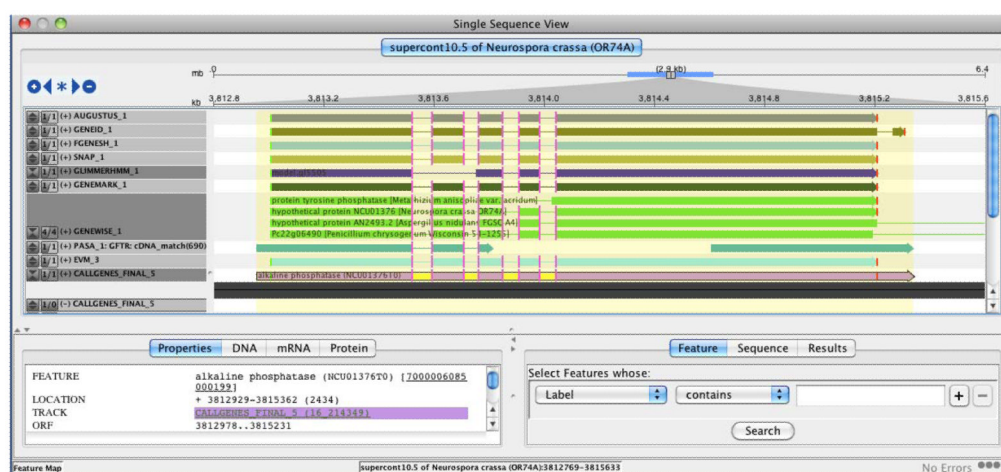 Single Sequence View
supercont10.5 of Neurospora crassa (OR74A)
mb 0 (2.9 kb) 6.4
kb 3,812.8 3,813.2 3,813.6 3,814.0 3,814.4 3,814.8 3,815.2 3,815.6
1/1 (+) AUGUSTUS_1
1/1 (+) GENEID_1
1/1 (+) FGENESH_1
1/1 (+) SNAP_1
1/1 (+) GLIMMERHMM_1
1/1 (+) GENEMARK_1
protein tyrosine phosphatase [Metarhizium anisopliae var. acridum]
hypothetical protein NCU01376 [Neurospora crassa OR74A]
hypothetical protein AN2493.2 [Aspergillus nidulans FGSC A4]
4/4 (+) GENEWISE_1 Pc22g06490 [Penicillium chrysogenum Wisconsin 54-1255]
1/1 (+) PASA_1: GFTR: cDNA_match(690)
1/1 (+) EVM_3
1/1 (+) CALLGENES_FINAL_5 alkaline phosphatase (NCU01376T0)
1/0 (-) CALLGENES_FINAL_5
Properties DNA mRNA Protein
FEATURE alkaline phosphatase (NCU01376T0) [7000006085
000199]
LOCATION + 3812929-3815362 (2434)
TRACK CALLGENES_FINAL_5 (16_214349)
ORF 3812978..3815231
Feature Sequence Results
Select Features whose:
Label contains + −
Search
Feature Map supercont10.5 of Neurospora crassa (OR74A):3812769-3815633 No Errors